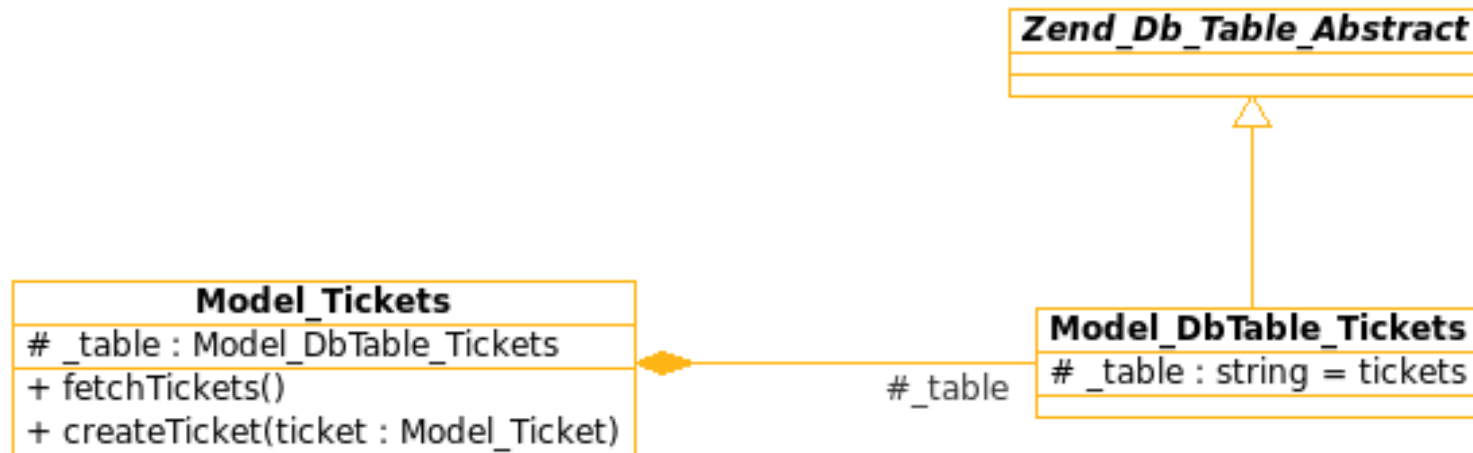 Zend_Db_Table_Abstract
Model_Tickets
# _table : Model_DbTable_Tickets
+ fetchTickets()
+ createTicket(ticket : Model_Ticket)
#_table
Model_DbTable_Tickets
# _table : string = tickets